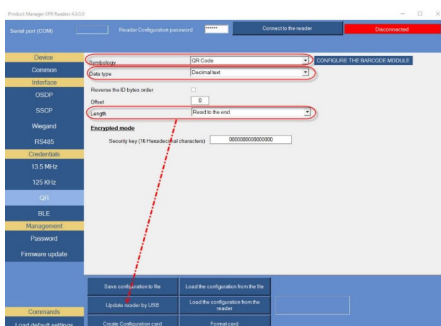 Product Manager EPR Readers A.0.0.0
Serial port (COM) Reader Configuration password ****** Connect to the reader Disconnected
Device
Common
Interface
OSDP
SSCP
Wiegand
RS485
Credentials
13.5 MHz
125 KHz
QR
BLE
Management
Password
Firmware update
Commands
Load default settings
Symbology QR Code CONFIGURE THE BARCODE MODULE
Data type Decimal text
Reverse the ID bytes order
Offset 0
Length Read to the end
Encrypted mode
Security key (16 Hexadecimal characters) 0000000000000000
Save configuration to file Load the configuration from the file
Update reader by USB Load the configuration from the reader
Create Configuration card Format card